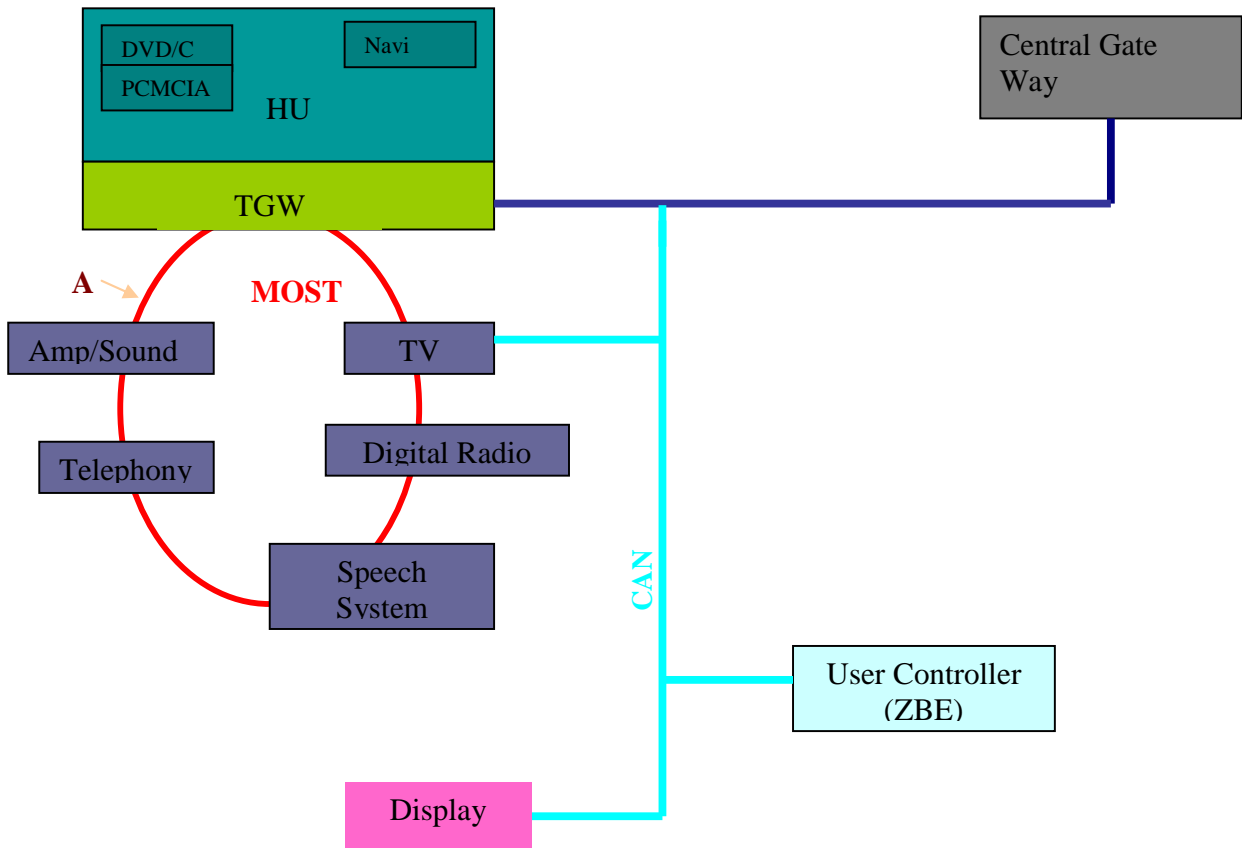 DVD/C
PCMCIA
Navi
HU
TGW
Central Gate
Way
A
MOST
Amp/Sound
TV
Telephony
Digital Radio
Speech
System
CAN
User Controller
(ZBE)
Display